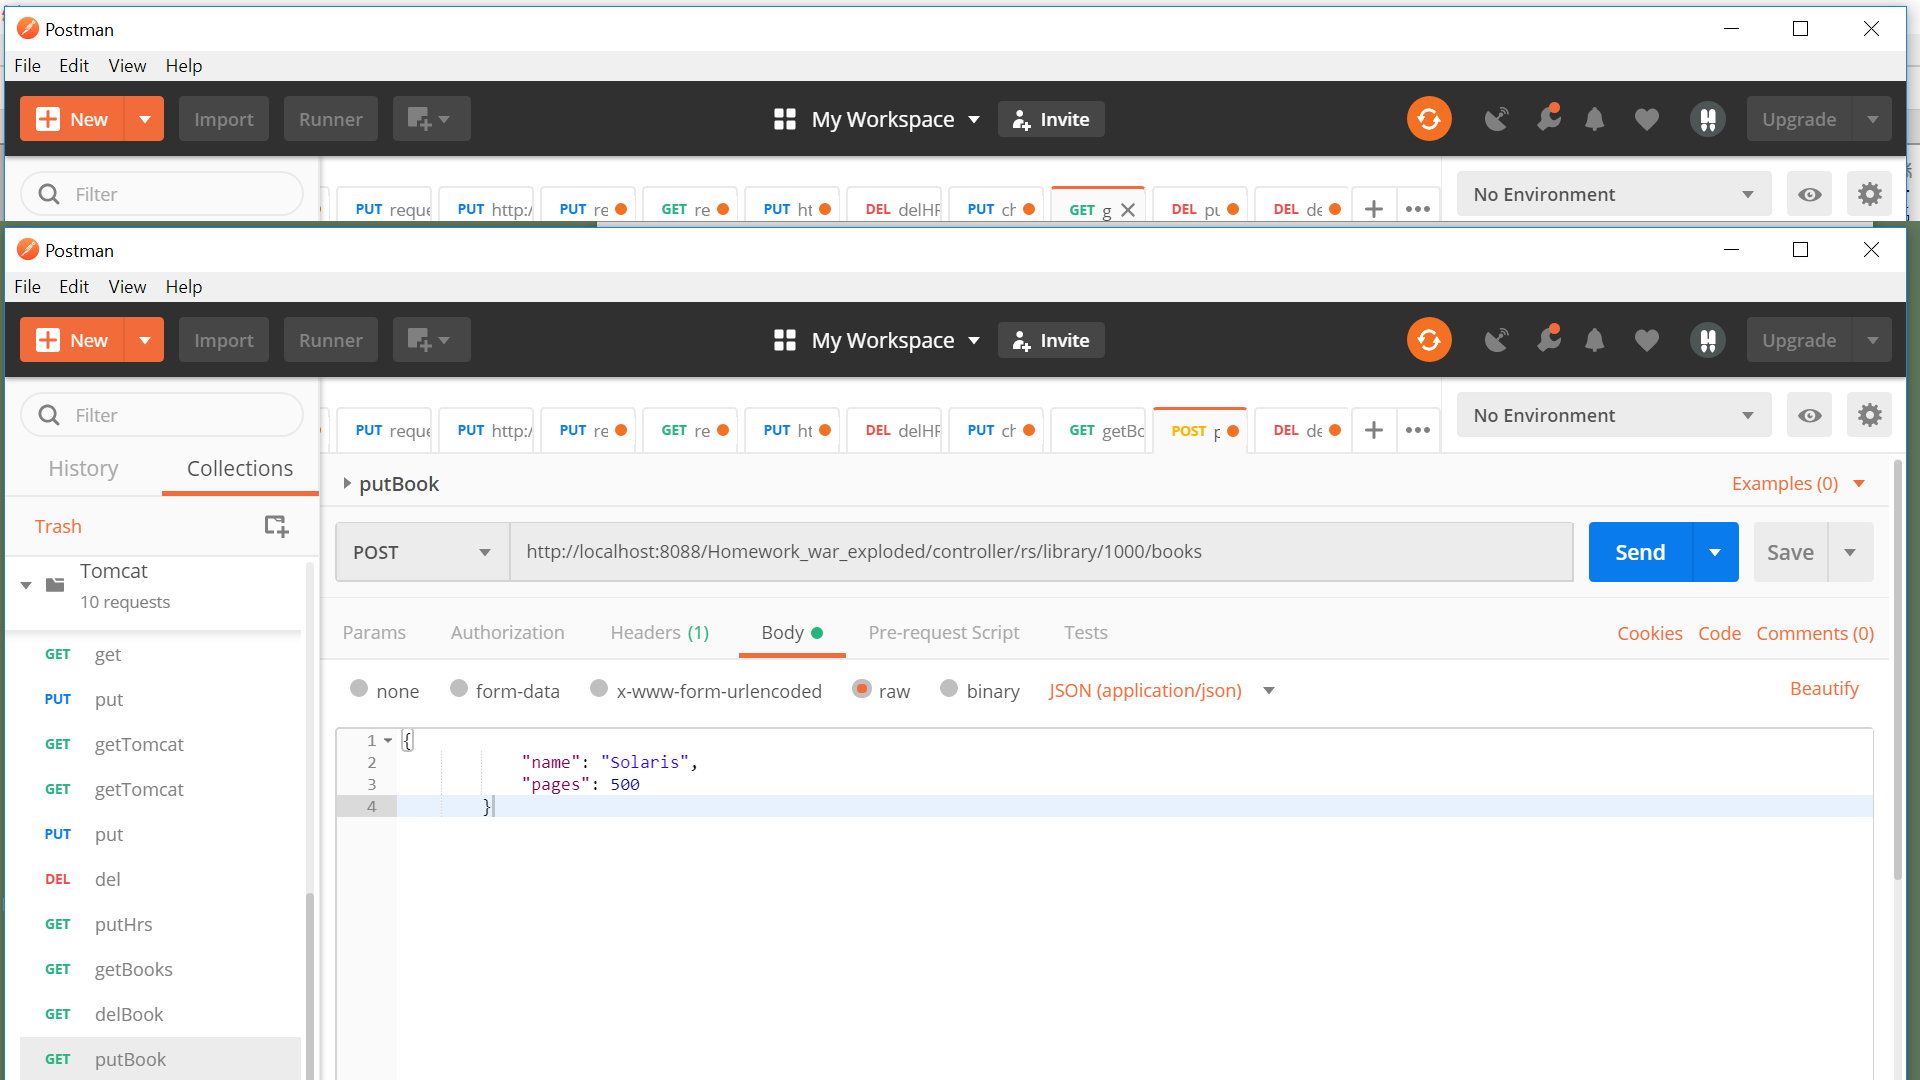 Postman
File Edit View Help
New Import Runner My Workspace Invite Upgrade
Filter PUT reque PUT http:/ PUT re GET re PUT ht DEL delHR PUT ch GET g DEL pu DEL de No Environment
Postman
File Edit View Help
New Import Runner My Workspace Invite Upgrade
Filter PUT reque PUT http:/ PUT re GET re PUT ht DEL delHR PUT ch GET getBo POST p DEL de No Environment
History Collections
putBook Examples (0)
Trash
POST http://localhost:8088/Homework_war_exploded/controller/rs/library/1000/books Send Save
Tomcat
10 requests
Params Authorization Headers (1) Body Pre-request Script Tests Cookies Code Comments (0)
none form-data x-www-form-urlencoded raw binary JSON (application/json) Beautify
1 {
2 "name": "Solaris",
3 "pages": 500
4 }
GET get
PUT put
GET getTomcat
GET getTomcat
PUT put
DEL del
GET putHrs
GET getBooks
GET delBook
GET putBook